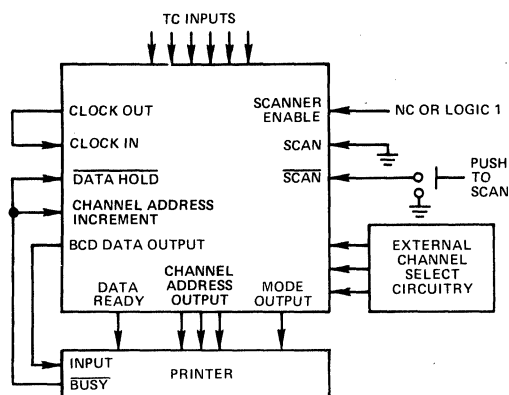 TC INPUTS
CLOCK OUT
CLOCK IN
DATA HOLD
CHANNEL ADDRESS
INCREMENT
BCD DATA OUTPUT
SCANNER
ENABLE
NC OR LOGIC 1
SCAN
SCAN
PUSH
TO
SCAN
EXTERNAL
CHANNEL
SELECT
CIRCUITRY
DATA
READY
CHANNEL
ADDRESS
OUTPUT
MODE
OUTPUT
INPUT
BUSY
PRINTER